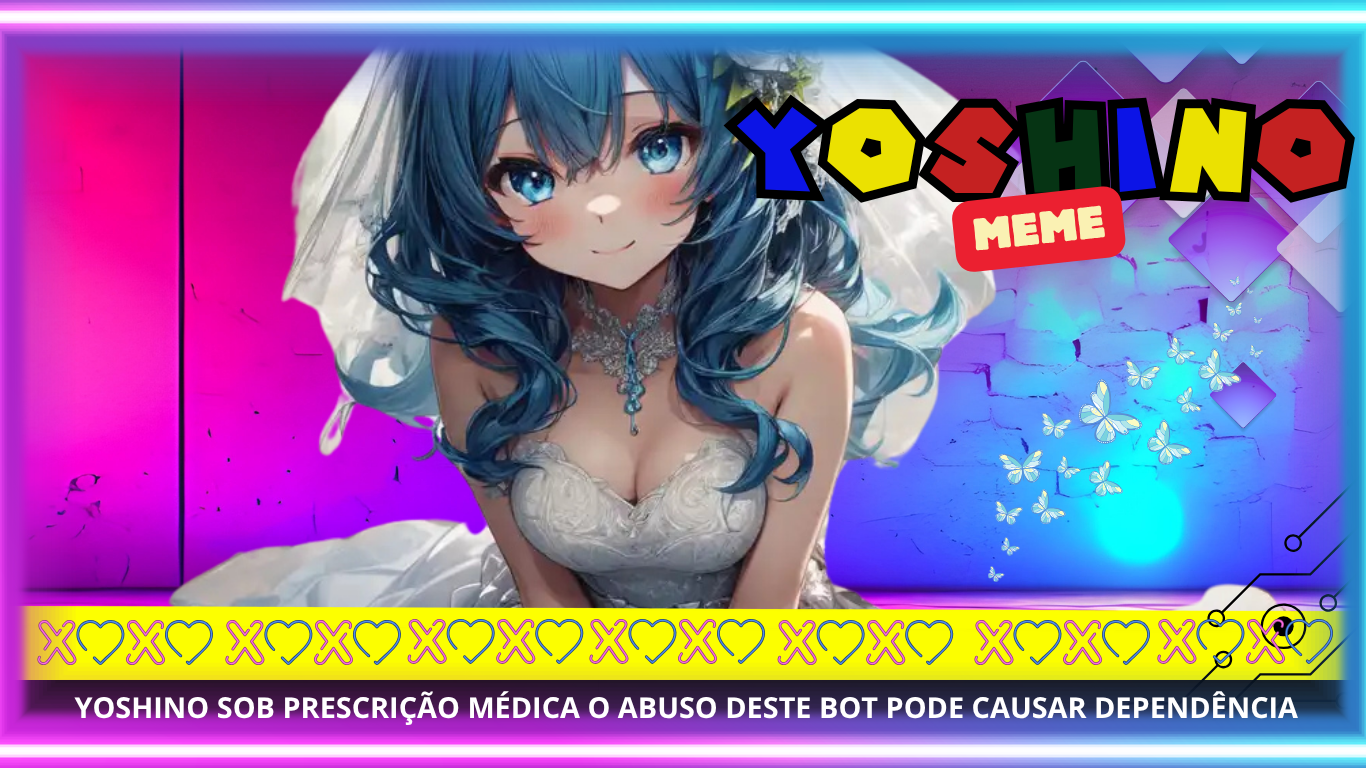 YOSHINO
MEME
X♡X♡ X♡X♡ X♡X♡ X♡X♡ X♡X♡ X♡X♡ X♡X♡
YOSHINO SOB PRESCRIÇÃO MÉDICA O ABUSO DESTE BOT PODE CAUSAR DEPENDÊNCIA